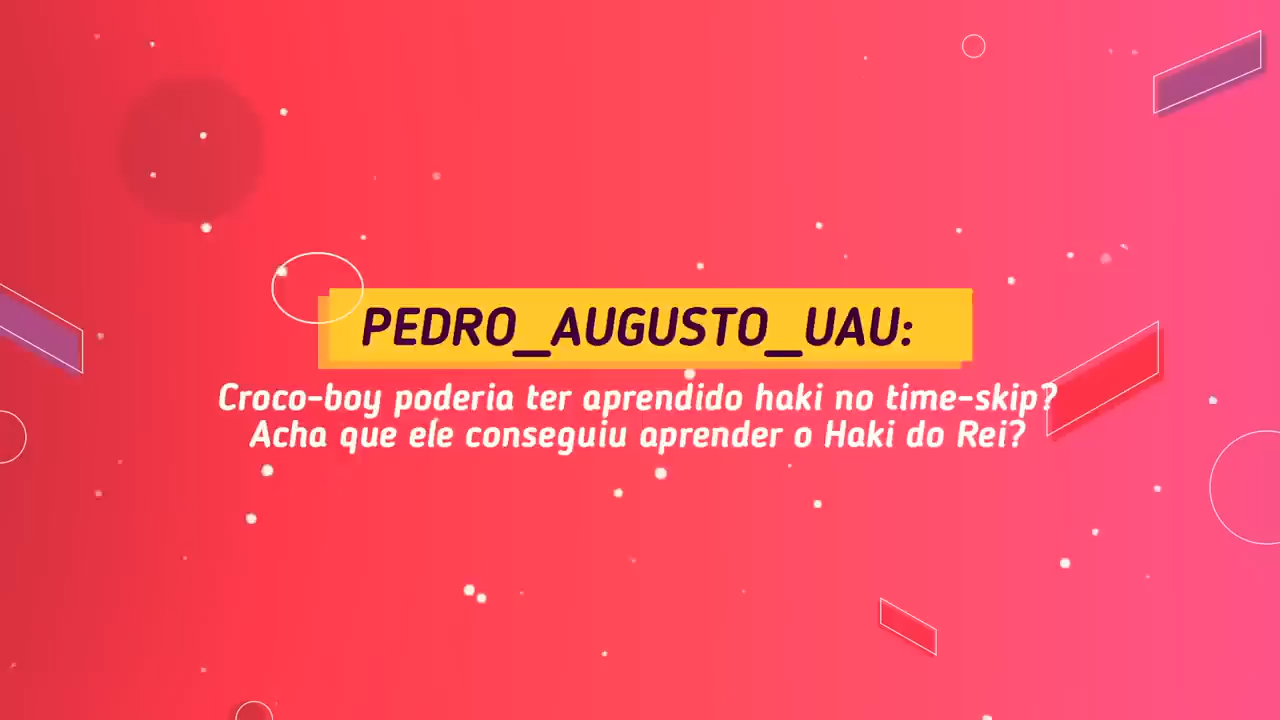 PEDRO_AUGUSTO_UAU:
Croco-boy poderia ter aprendido haki no time-skip?
Acha que ele conseguiu aprender o Haki do Rei?